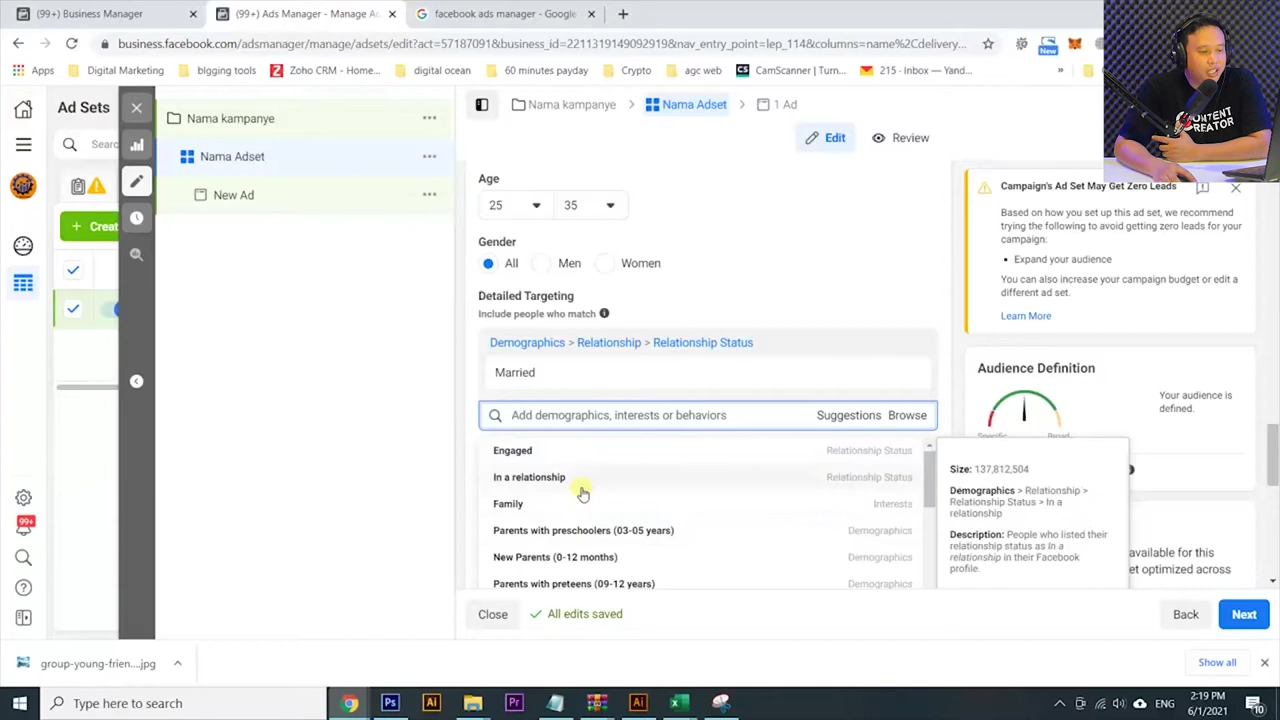 (99+) Business Manager
(99+) Ads Manager - Manage Ad
facebook ads manager - Google
business.facebook.com/adsmanager/manage/adsets/edit?act=57187091&business_id=2211319149092919&nav_entry_point=lep_114&columns=name%2Cdelivery...
New
Apps
Digital Marketing
blgging tools
Zoho CRM - Home...
digital ocean
60 minutes payday
Crypto
agc web
CamScanner | Turn...
215 · Inbox — Yand...
»
CONTENT
CREATOR
Ad Sets
Searc
+ Creat
Nama kampanye
Nama Adset
New Ad
Nama kampanye > Nama Adset > 1 Ad
Edit
Review
Age
25
35
Gender
All
Men
Women
Detailed Targeting
Include people who match
Demographics > Relationship > Relationship Status
Married
Add demographics, interests or behaviors
Suggestions
Browse
Engaged
Relationship Status
In a relationship
Relationship Status
Family
Interests
Parents with preschoolers (03-05 years)
Demographics
New Parents (0-12 months)
Demographics
Parents with preteens (09-12 years)
Demographics
Size: 137,812,504
Demographics > Relationship >
Relationship Status > In a
relationship
Description: People who listed their
relationship status as In a
relationship in their Facebook
profile.
Campaign's Ad Set May Get Zero Leads
Based on how you set up this ad set, we recommend
trying the following to avoid getting zero leads for your
campaign:
• Expand your audience
You can also increase your campaign budget or edit a
different ad set.
Learn More
Audience Definition
Your audience is
defined.
Specific
Broad
available for this
et optimized across
99+
Close
All edits saved
Back
Next
group-young-frien....jpg
Show all
Type here to search
ENG
2:19 PM
6/1/2021
10